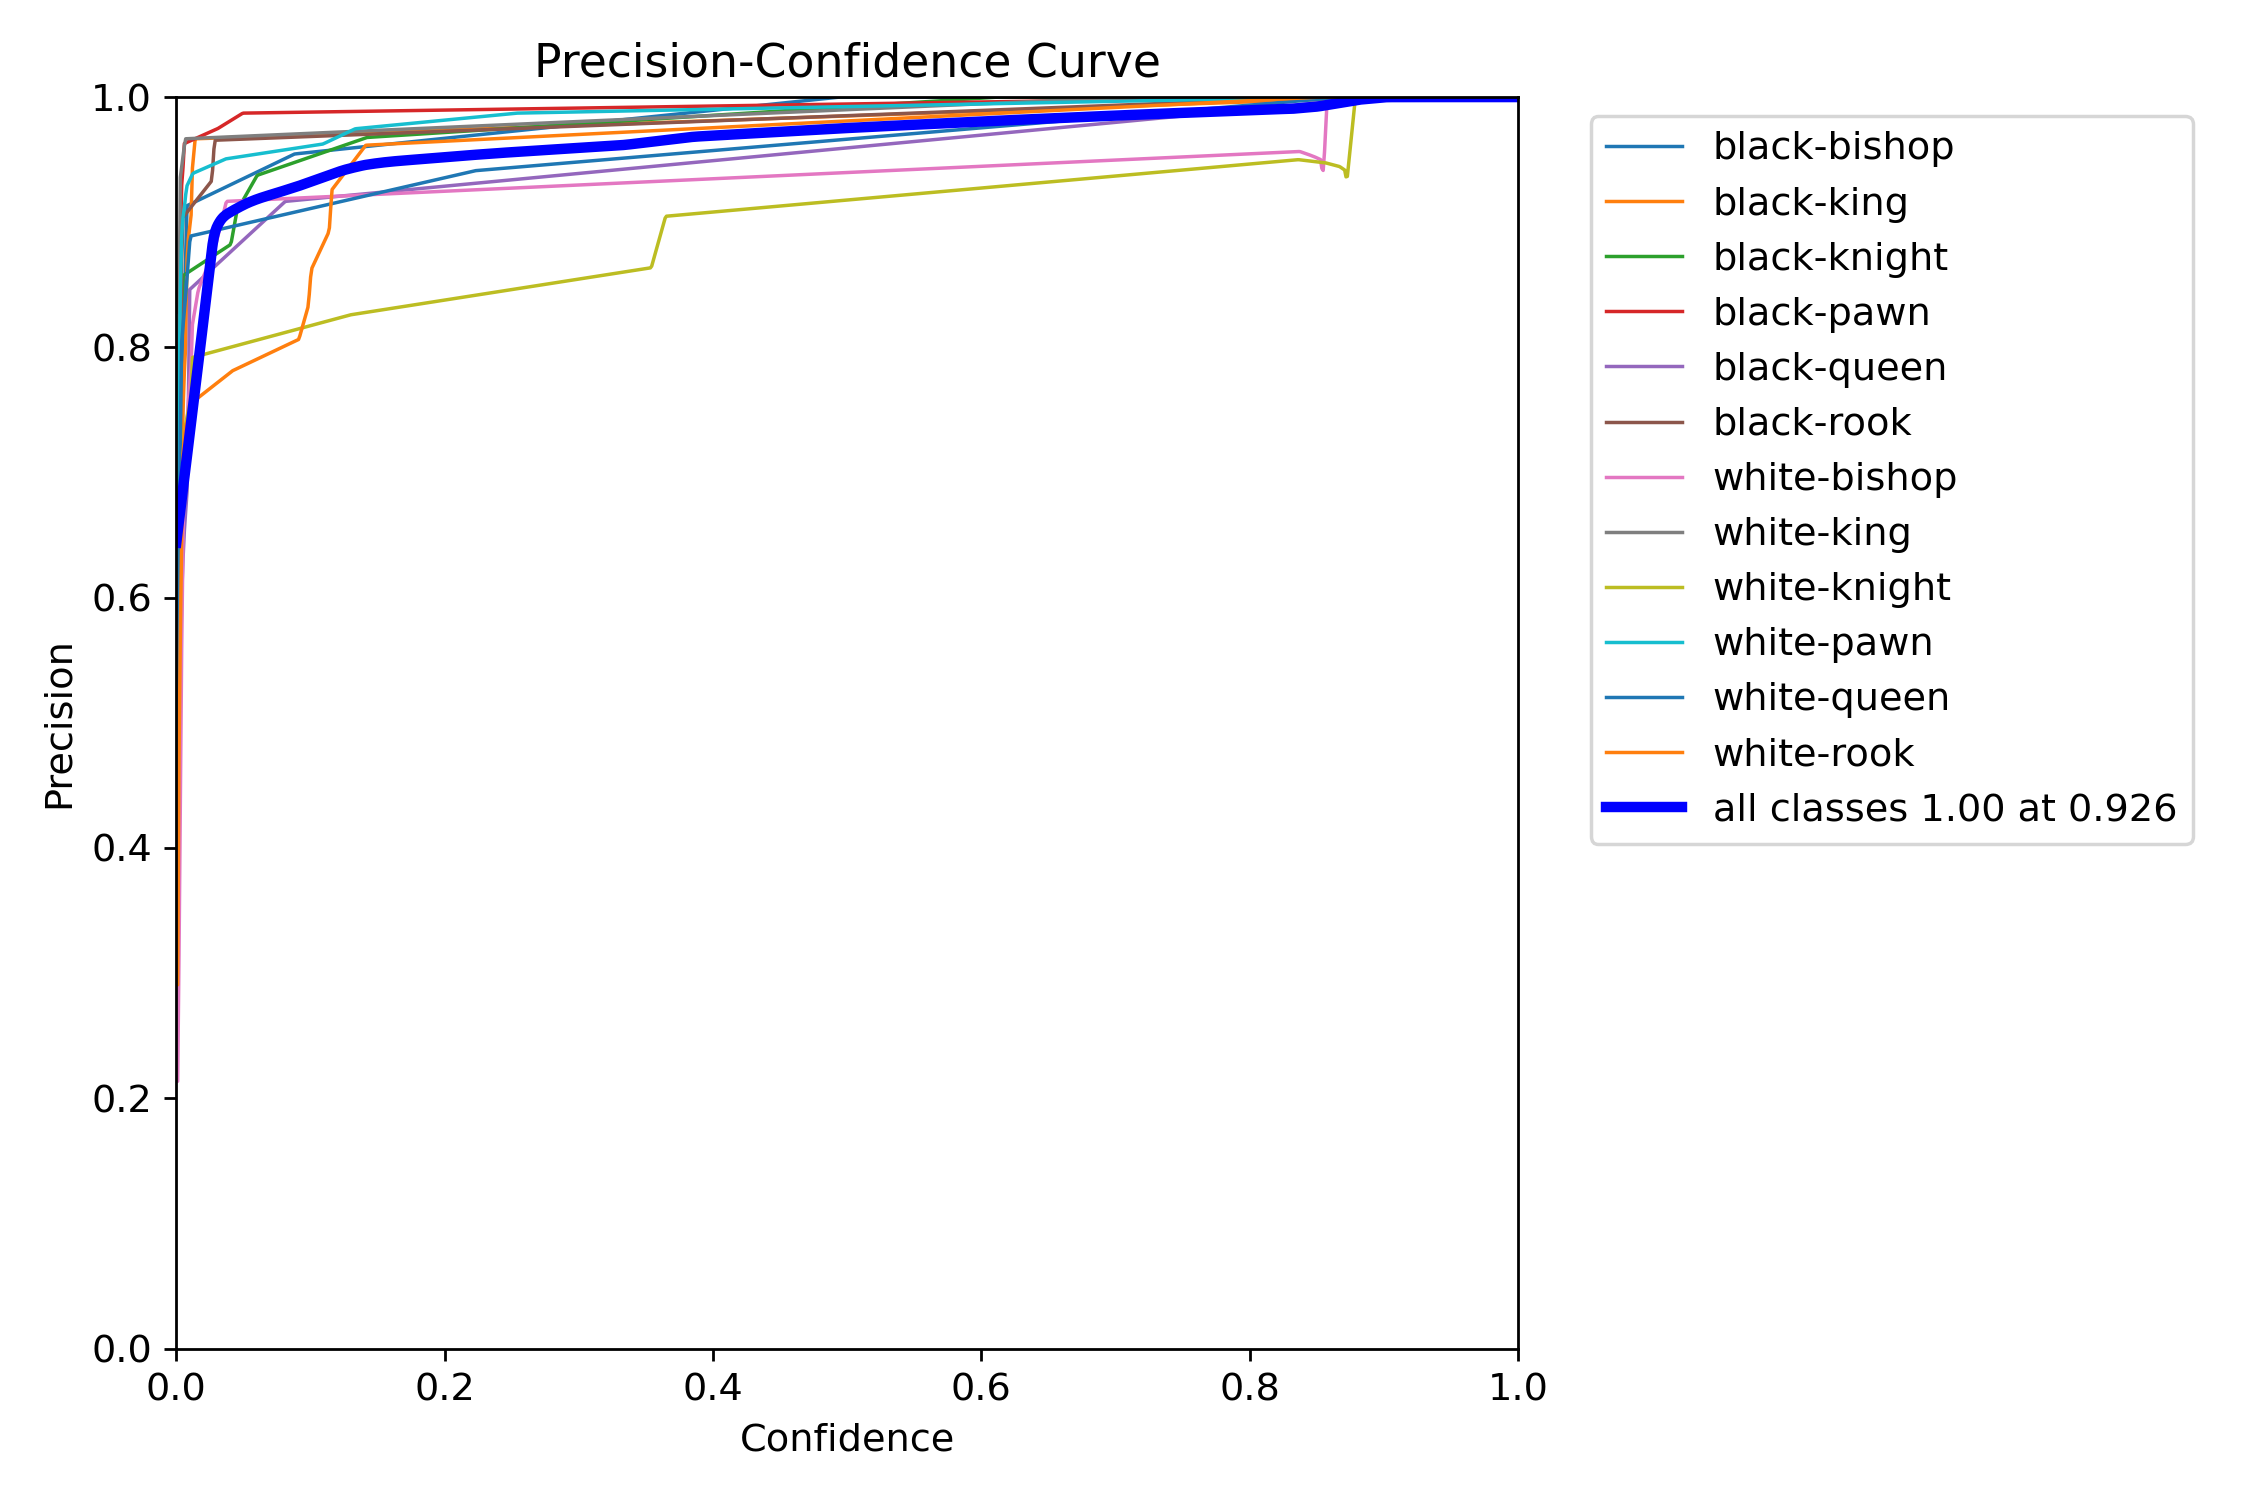 Precision-Confidence Curve
1.0
0.8
0.6
0.4
0.2
0.0
0.0 0.2 0.4 0.6 0.8 1.0
Precision
Confidence
black-bishop
black-king
black-knight
black-pawn
black-queen
black-rook
white-bishop
white-king
white-knight
white-pawn
white-queen
white-rook
all classes 1.00 at 0.926